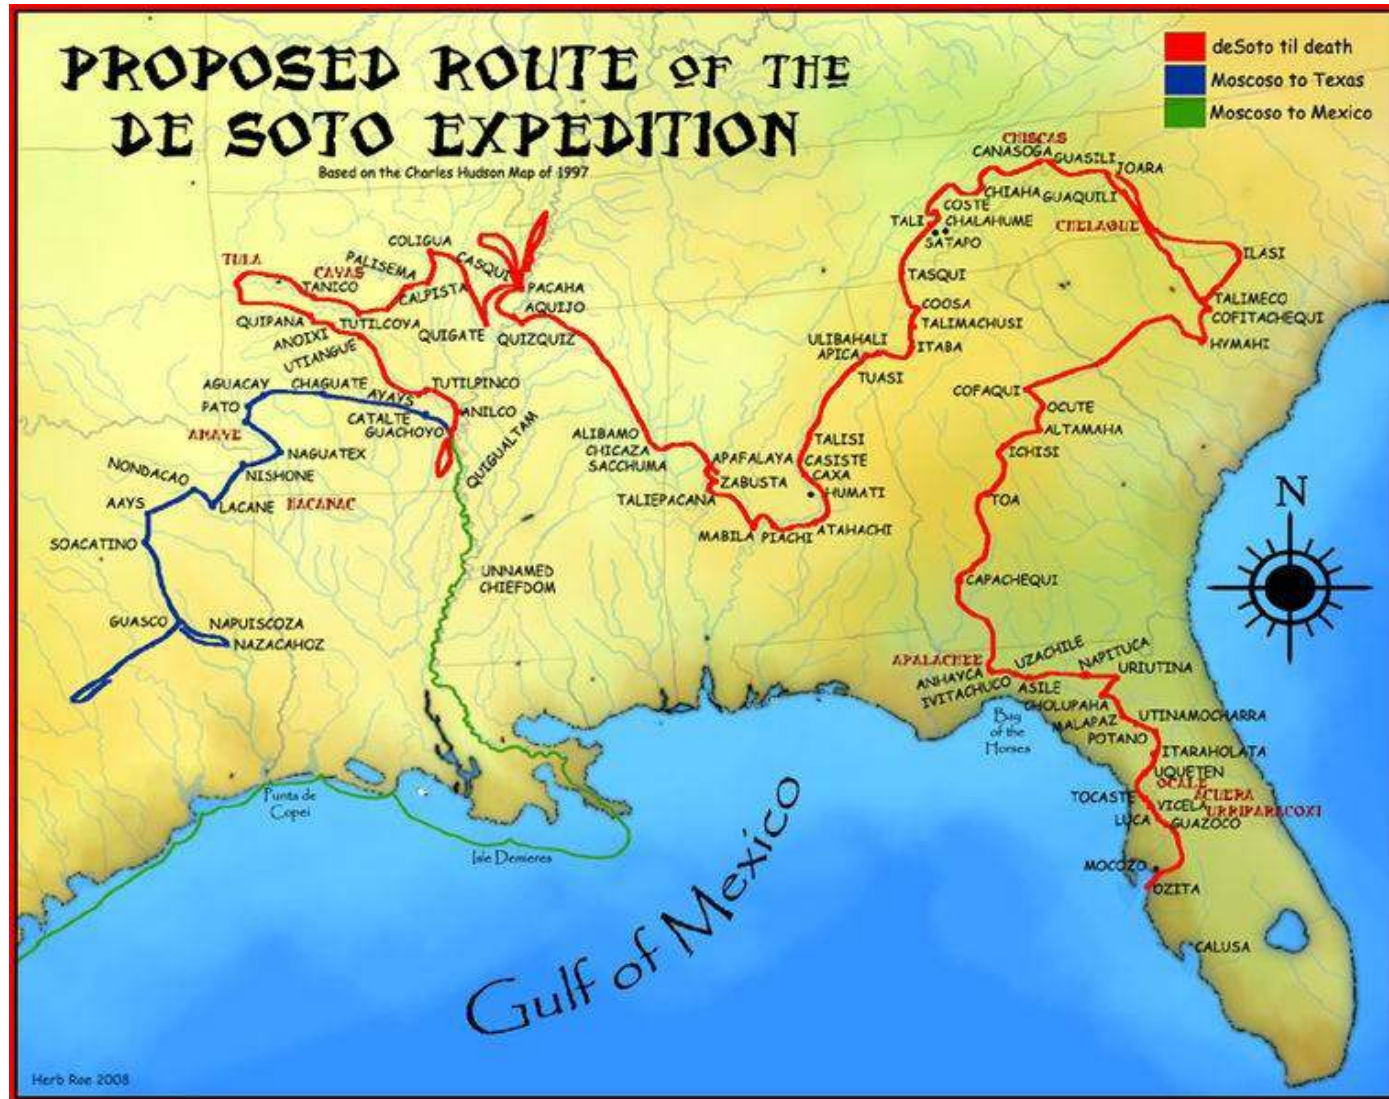 PROPOSED ROUTE OF THE
DE SOTO EXPEDITION
Based on the Charles Hudson Map of 1997
deSoto til death
Moscoso to Texas
Moscoso to Mexico
CHISCAS
CANASOGA
GUASILI
JOARA
CHIAHA
GUAQUILI
COSTE
TALI
CHALAHUME
SATAPO
CHELAQUE
ILASI
TASQUI
TALIMECO
COFITACHEQUI
HYMAHI
COOSA
TALIMACHUSI
ITABA
ULIBAHALI
APICA
TUASI
COFAQUI
OCUTE
ALTAMAHA
ICHISI
TOA
CAPACHEQUI
TULA
CAYAS
TANICO
PALISEMA
COLIGUA
CALPISTA
CASQUI
PACAHA
AQUIJO
QUIZQUIZ
QUIGATE
TUTILCOYA
QUIPANA
ANOIXI
UTIANGUE
AGUACAY
CHAGUATE
AYAYS
TUTILPINCO
PATO
CATALTE
ANILCO
GUACHOYO
QUIGUALTAM
AMAYE
NAGUATEX
NONDACAO
NISHONE
AAYS
LACANE
HACANAC
SOACATINO
GUASCO
NAPUISCOZA
NAZACAHOZ
UNNAMED
CHIEFDOM
ALIBAMO
CHICAZA
SACCHUMA
APAFALAYA
ZABUSTA
TALIEPACANA
MABILA
PIACHI
ATAHACHI
TALISI
CASISTE
CAXA
HUMATI
N
APALACHEE
ANHAYCA
IVITACHUCO
UZACHILE
ASILE
NAPITUCA
URIUTINA
CHOLUPAHA
MALAPAZ
UTINAMOCHARRA
POTANO
ITARAHOLATA
UQUETEN
OCALE
ACUERA
URRIPARACOXI
TOCASTE
VICELA
LUCA
GUAZOCO
MOCOZO
OZITA
CALUSA
Bay
of the
Horses
Punta de
Copei
Isle Dernieres
Gulf of Mexico
Herb Roe 2008